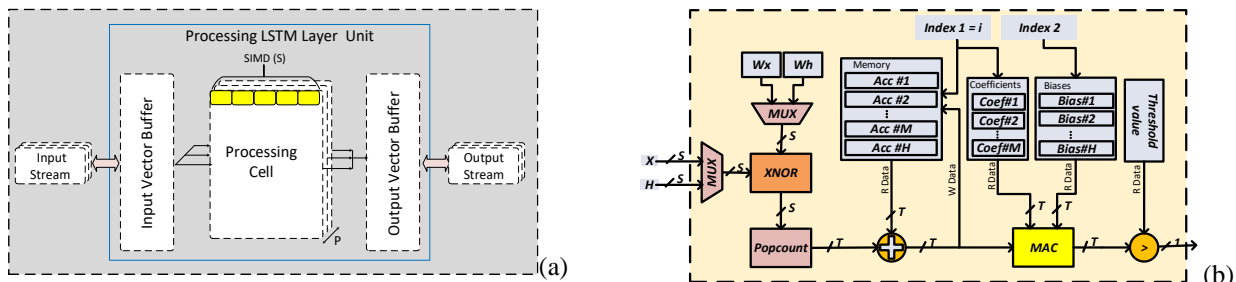 Processing LSTM Layer Unit
SIMD (S)
Input Vector Buffer
Processing
Cell
Output Vector Buffer
Input
Stream
Output
Stream
P
(a)
Index 1 = i
Index 2
Wx
Wh
MUX
S
X
S
H
S
MUX
S
XNOR
S
Popcount
T
Memory
Acc #1
Acc #2
⋮
Acc #M
Acc #H
R Data
T
T
W Data
Coefficients
Coef#1
Coef#2
⋮
Coef#M
R Data
T
Biases
Bias#1
Bias#2
⋮
Bias#H
R Data
T
Threshold
value
R Data
MAC
T
>
1
(b)